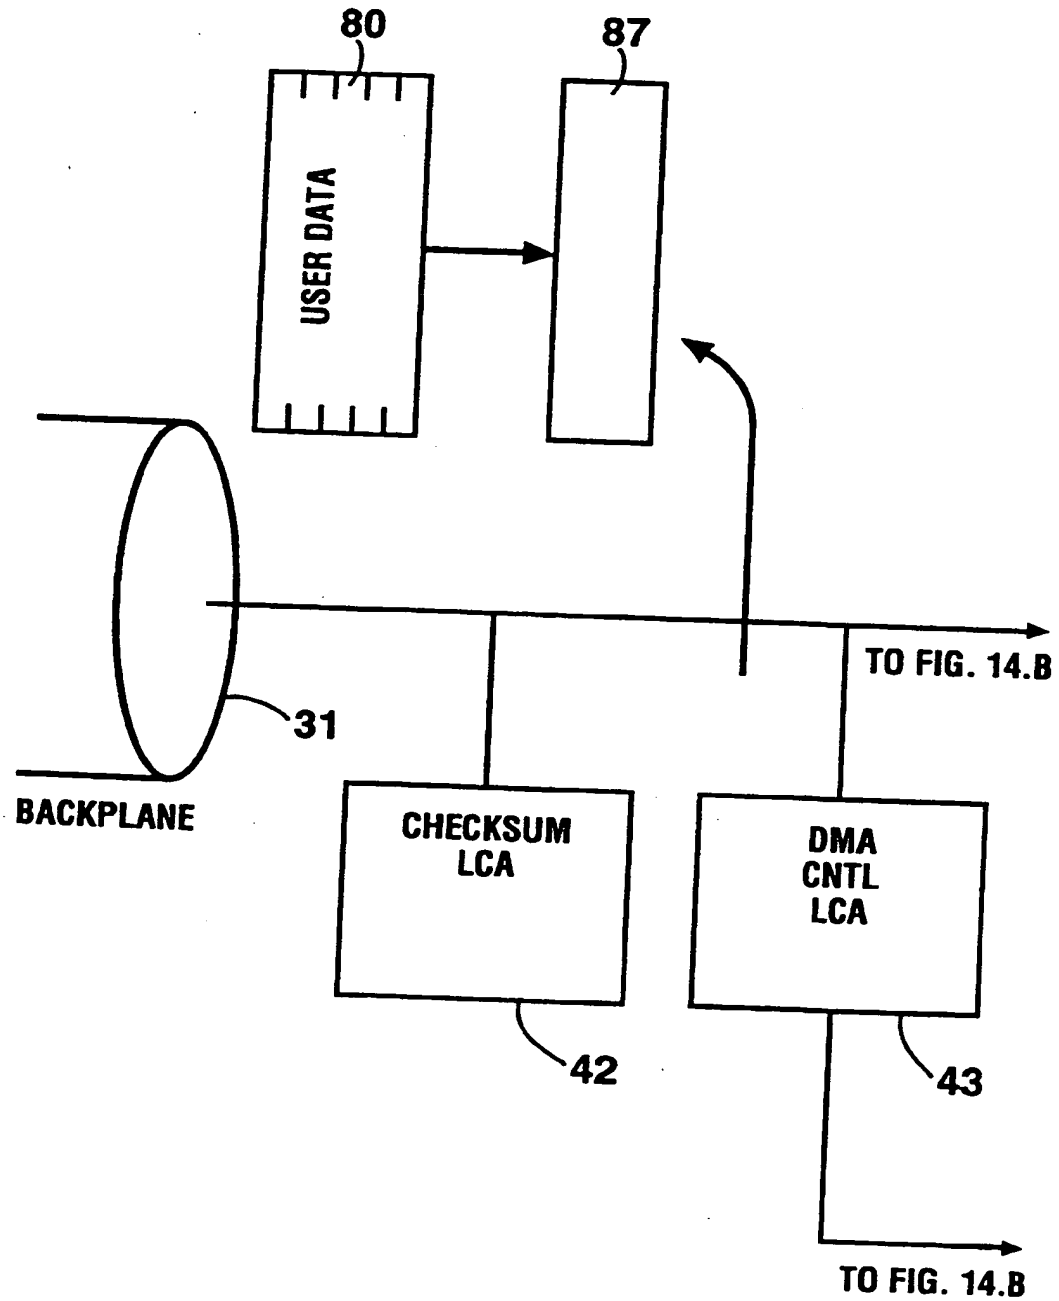 80
87
USER DATA
TO FIG. 14.B
31
BACKPLANE
CHECKSUM
LCA
DMA
CNTL
LCA
42
43
TO FIG. 14.B